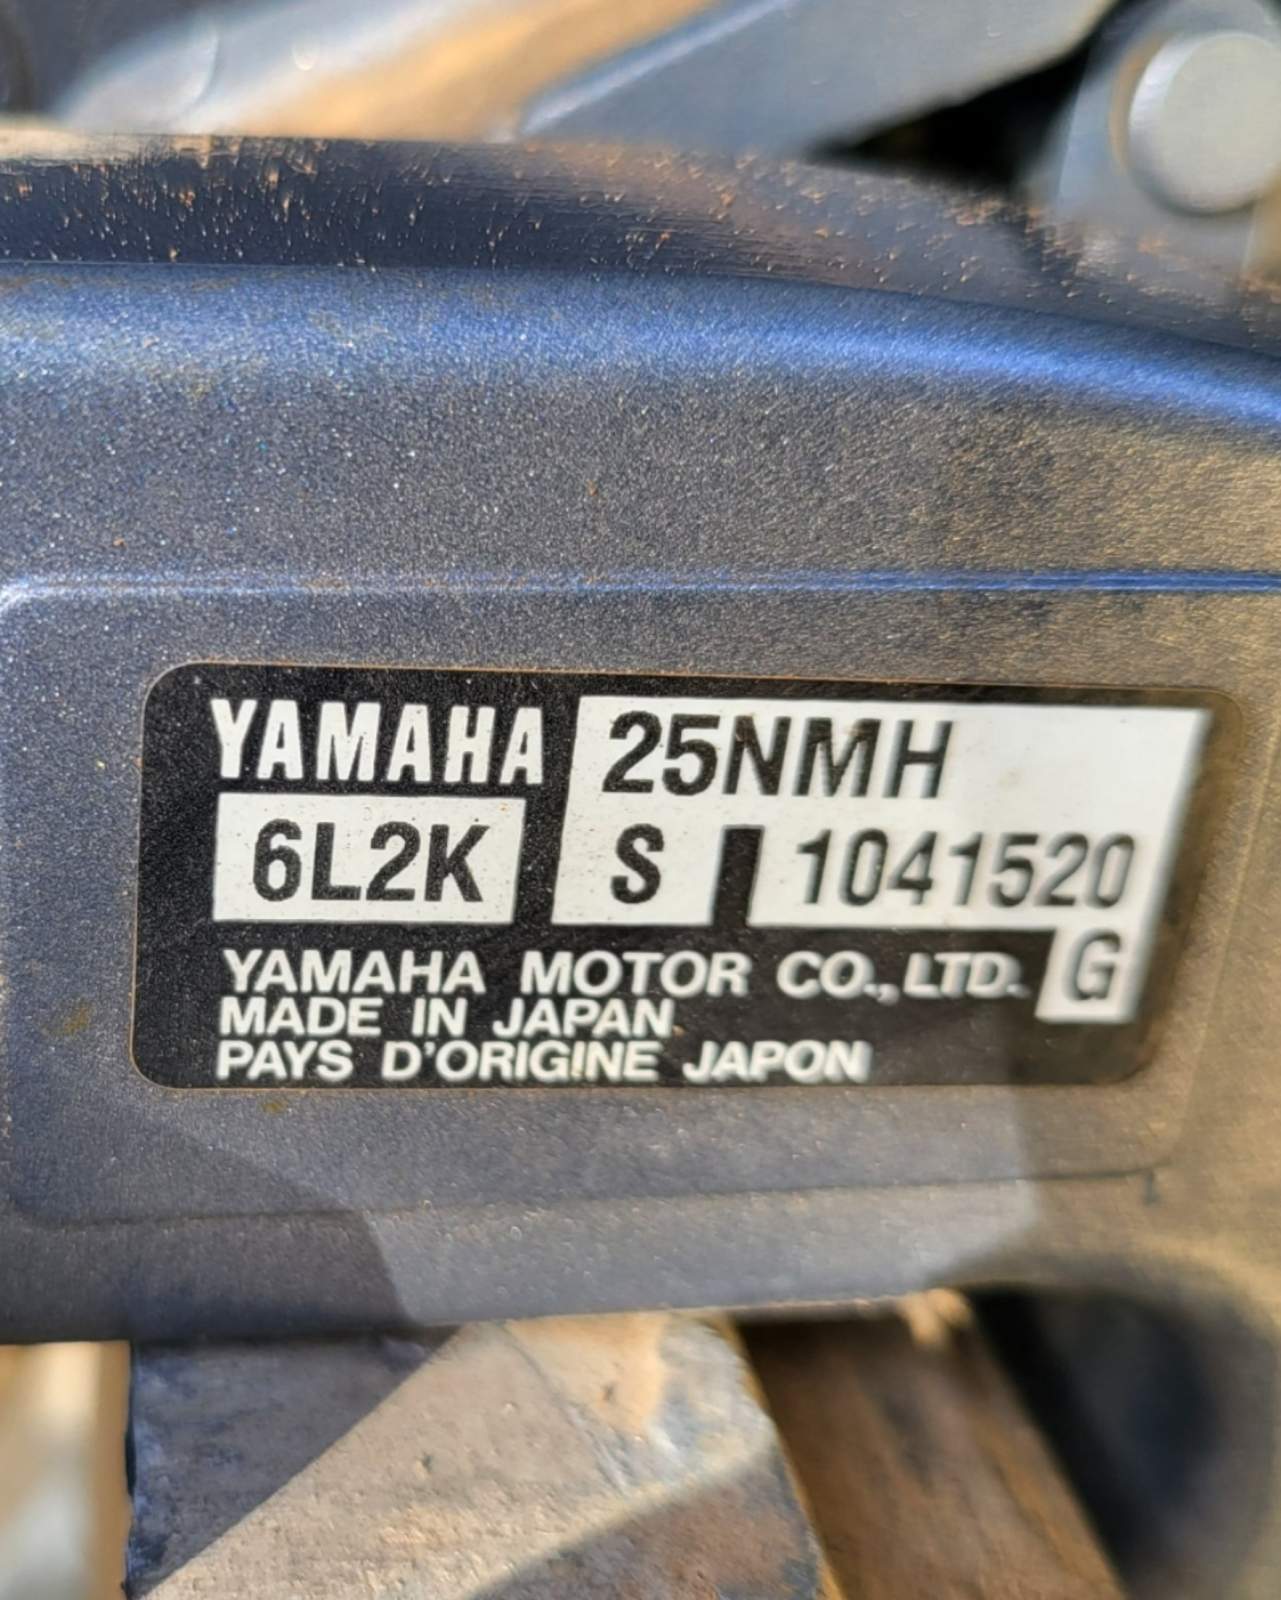 YAMAHA 25NMH
6L2K S 1041520
YAMAHA MOTOR CO., LTD. G
MADE IN JAPAN
PAYS D'ORIGINE JAPON